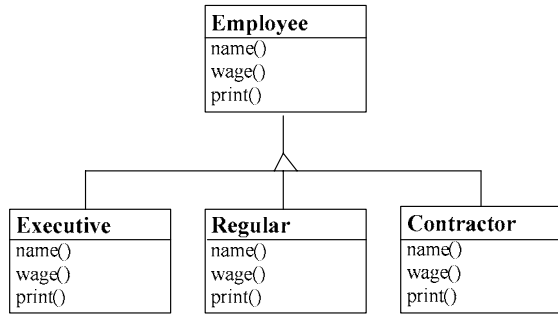 Employee
name()
wage()
print()
Executive
name()
wage()
print()
Regular
name()
wage()
print()
Contractor
name()
wage()
print()